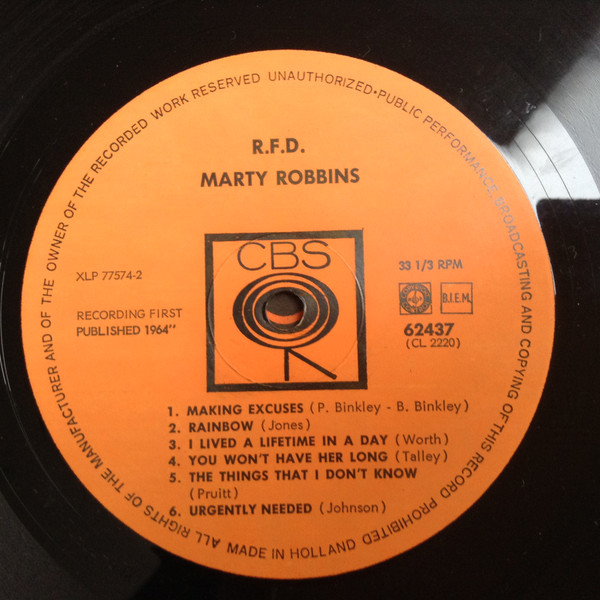 ALL RIGHTS OF THE MANUFACTURER AND OF THE OWNER OF THE RECORDED WORK RESERVED UNAUTHORIZED•PUBLIC PERFORMANCE, BROADCASTING AND COPYING OF THIS RECORD PROHIBITED
R.F.D.
MARTY ROBBINS
CBS
XLP 77574-2
33 1/3 RPM
RECORDING FIRST
PUBLISHED 1964"
B.I.E.M.
62437
(CL 2220)
1. MAKING EXCUSES (P. Binkley - B. Binkley)
2. RAINBOW (Jones)
3. I LIVED A LIFETIME IN A DAY (Worth)
4. YOU WON'T HAVE HER LONG (Talley)
5. THE THINGS THAT I DON'T KNOW
(Pruitt)
6. URGENTLY NEEDED (Johnson)
MADE IN HOLLAND